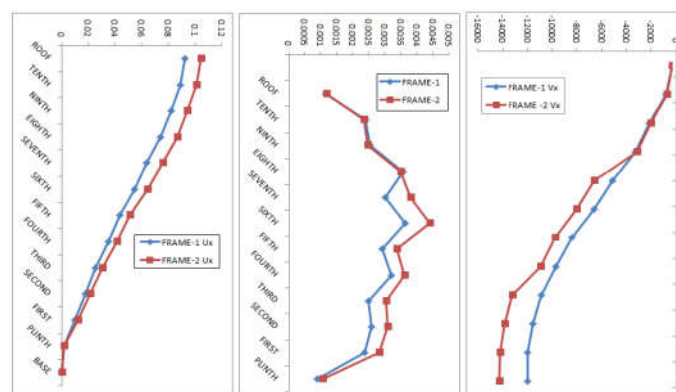 0
0.02
0.04
0.06
0.08
0.1
0.12
ROOF
TENTH
NINTH
EIGHTH
SEVENTH
SIXTH
FIFTH
FOURTH
THIRD
SECOND
FIRST
PLINTH
BASE
FRAME-1 Ux
FRAME-2 Ux
0
0.0005
0.001
0.0015
0.002
0.0025
0.003
0.0035
0.004
0.0045
0.005
ROOF
TENTH
NINTH
EIGHTH
SEVENTH
SIXTH
FIFTH
FOURTH
THIRD
SECOND
FIRST
PLINTH
FRAME-1
FRAME-2
-16000
-14000
-12000
-10000
-8000
-6000
-4000
-2000
0
FRAME-1 Vx
FRAME -2 Vx